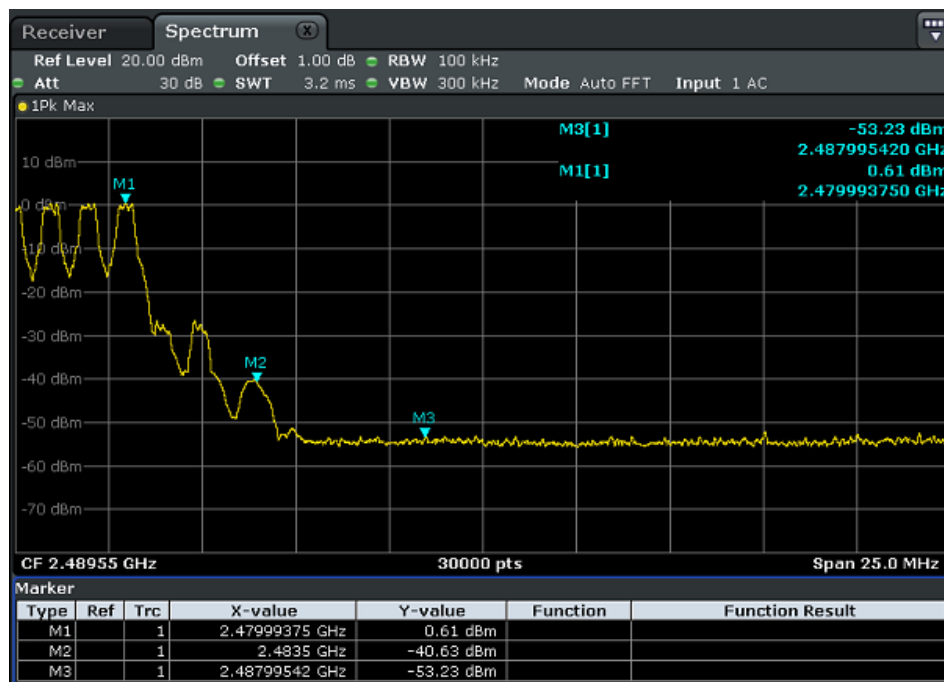 Receiver Spectrum X
Ref Level 20.00 dBm Offset 1.00 dB RBW 100 kHz
Att 30 dB SWT 3.2 ms VBW 300 kHz Mode Auto FFT Input 1 AC
1Pk Max
M3[1] -53.23 dBm
2.487995420 GHz
M1[1] 0.61 dBm
2.479993750 GHz
10 dBm
M1
0 dBm
-10 dBm
-20 dBm
-30 dBm
M2
-40 dBm
M3
-50 dBm
-60 dBm
-70 dBm
CF 2.48955 GHz 30000 pts Span 25.0 MHz
Marker
Type Ref Trc X-value Y-value Function Function Result
M1 1 2.47999375 GHz 0.61 dBm
M2 1 2.4835 GHz -40.63 dBm
M3 1 2.48799542 GHz -53.23 dBm